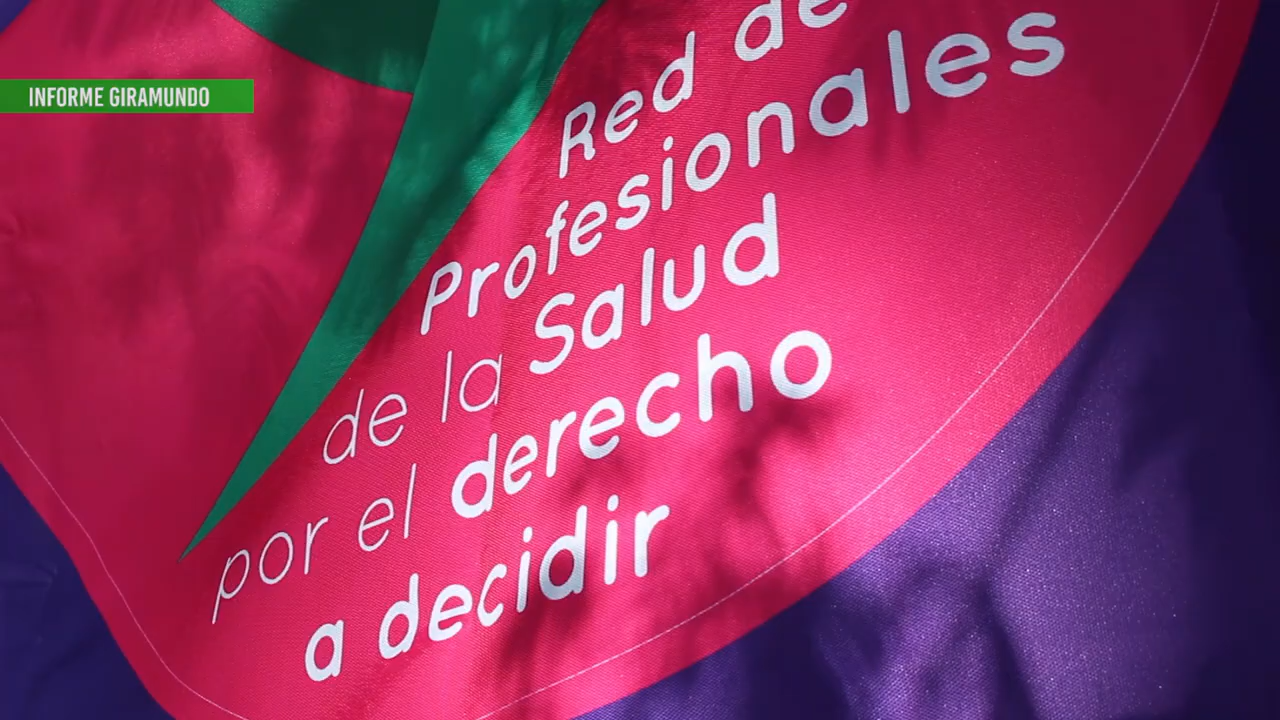 INFORME GIRAMUNDO
Red de
Profesionales
de la Salud
por el derecho
a decidir